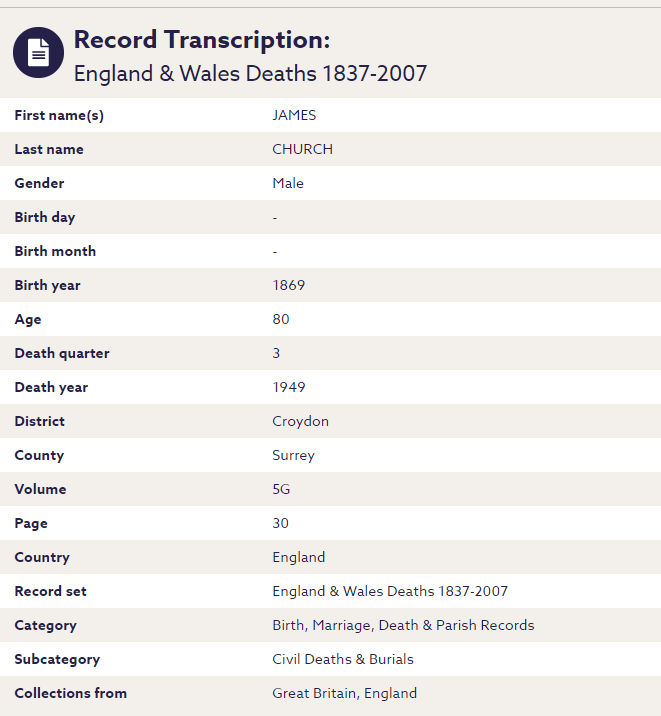 Record Transcription:
England & Wales Deaths 1837-2007
First name(s) JAMES
Last name CHURCH
Gender Male
Birth day -
Birth month -
Birth year 1869
Age 80
Death quarter 3
Death year 1949
District Croydon
County Surrey
Volume 5G
Page 30
Country England
Record set England & Wales Deaths 1837-2007
Category Birth, Marriage, Death & Parish Records
Subcategory Civil Deaths & Burials
Collections from Great Britain, England